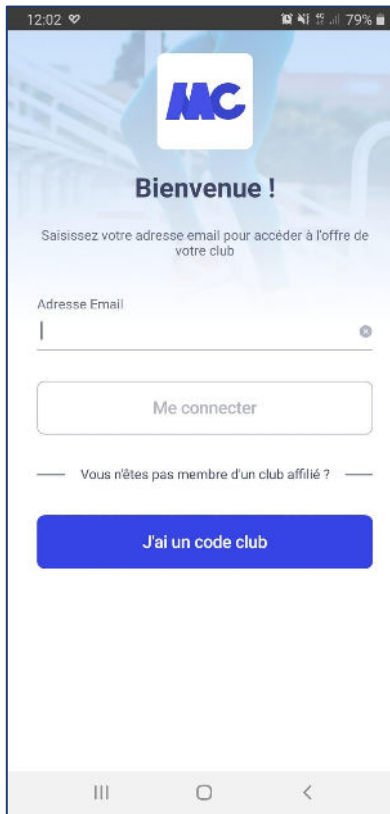 12:02
79%
MC
Bienvenue !
Saisissez votre adresse email pour accéder à l'offre de
votre club
Adresse Email
Me connecter
Vous n'êtes pas membre d'un club affilié ?
J'ai un code club